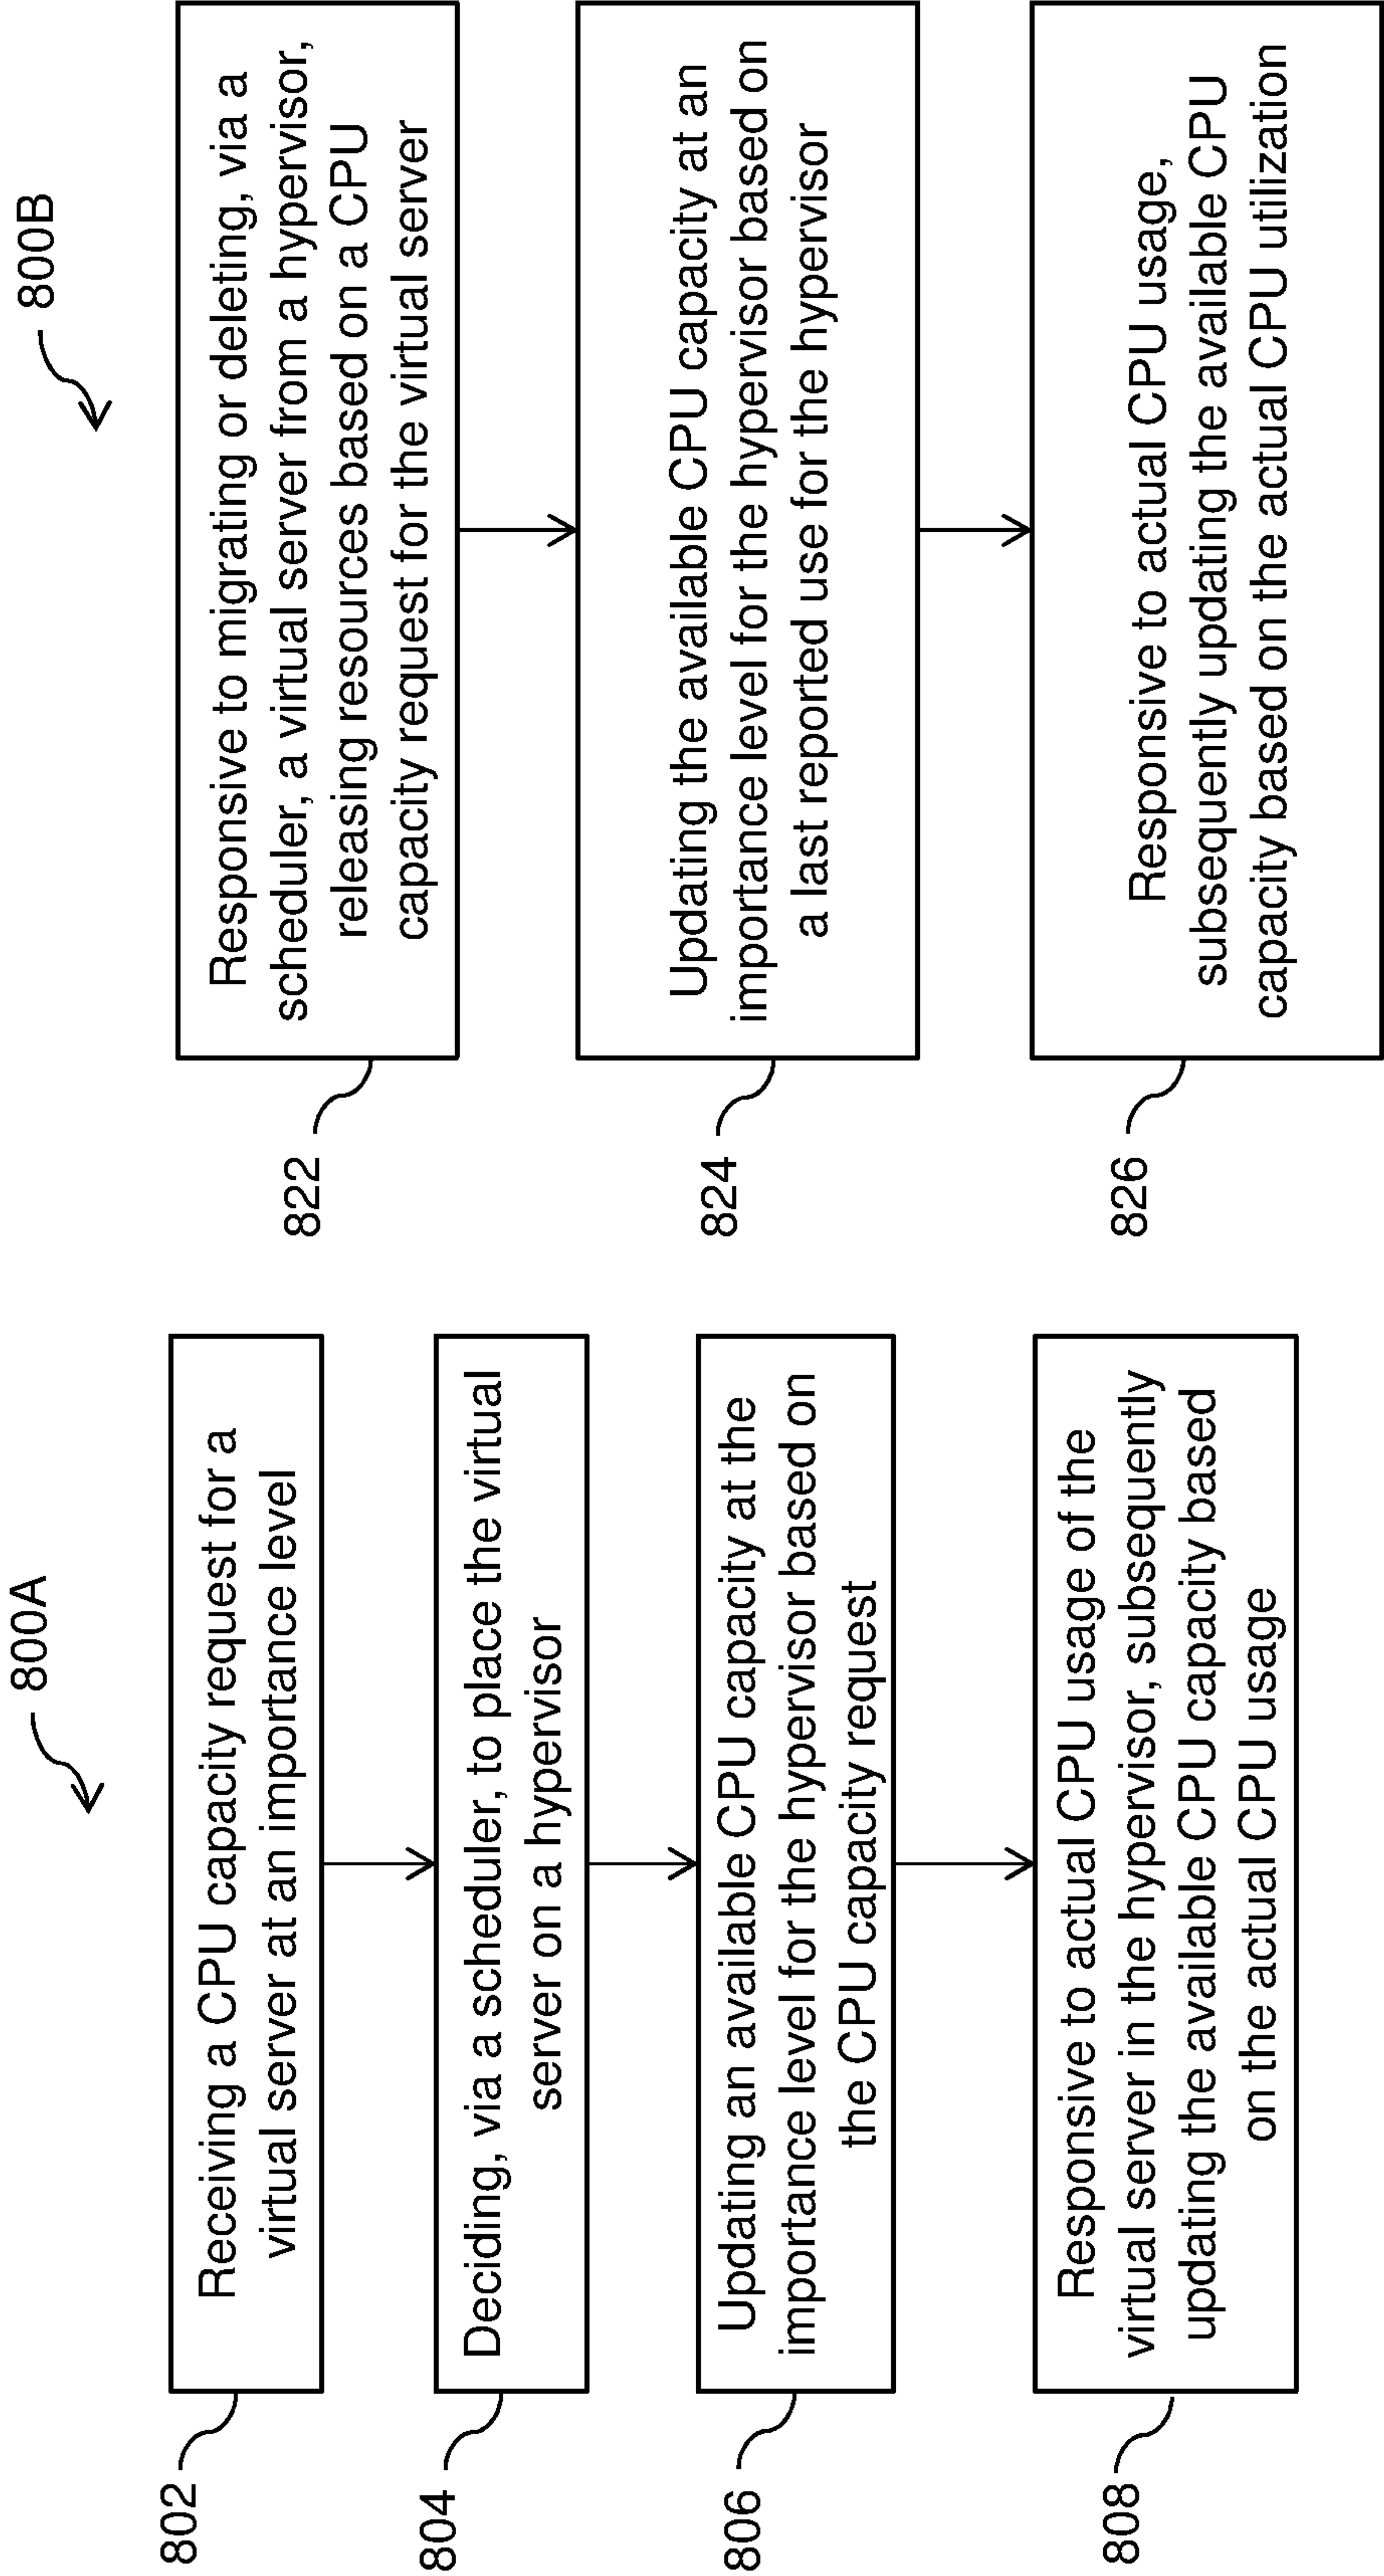 800A
802
Receiving a CPU capacity request for a
virtual server at an importance level
804
Deciding, via a scheduler, to place the virtual
server on a hypervisor
806
Updating an available CPU capacity at the
importance level for the hypervisor based on
the CPU capacity request
808
Responsive to actual CPU usage of the
virtual server in the hypervisor, subsequently
updating the available CPU capacity based
on the actual CPU usage
800B
822
Responsive to migrating or deleting, via a
scheduler, a virtual server from a hypervisor,
releasing resources based on a CPU
capacity request for the virtual server
824
Updating the available CPU capacity at an
importance level for the hypervisor based on
a last reported use for the hypervisor
826
Responsive to actual CPU usage,
subsequently updating the available CPU
capacity based on the actual CPU utilization